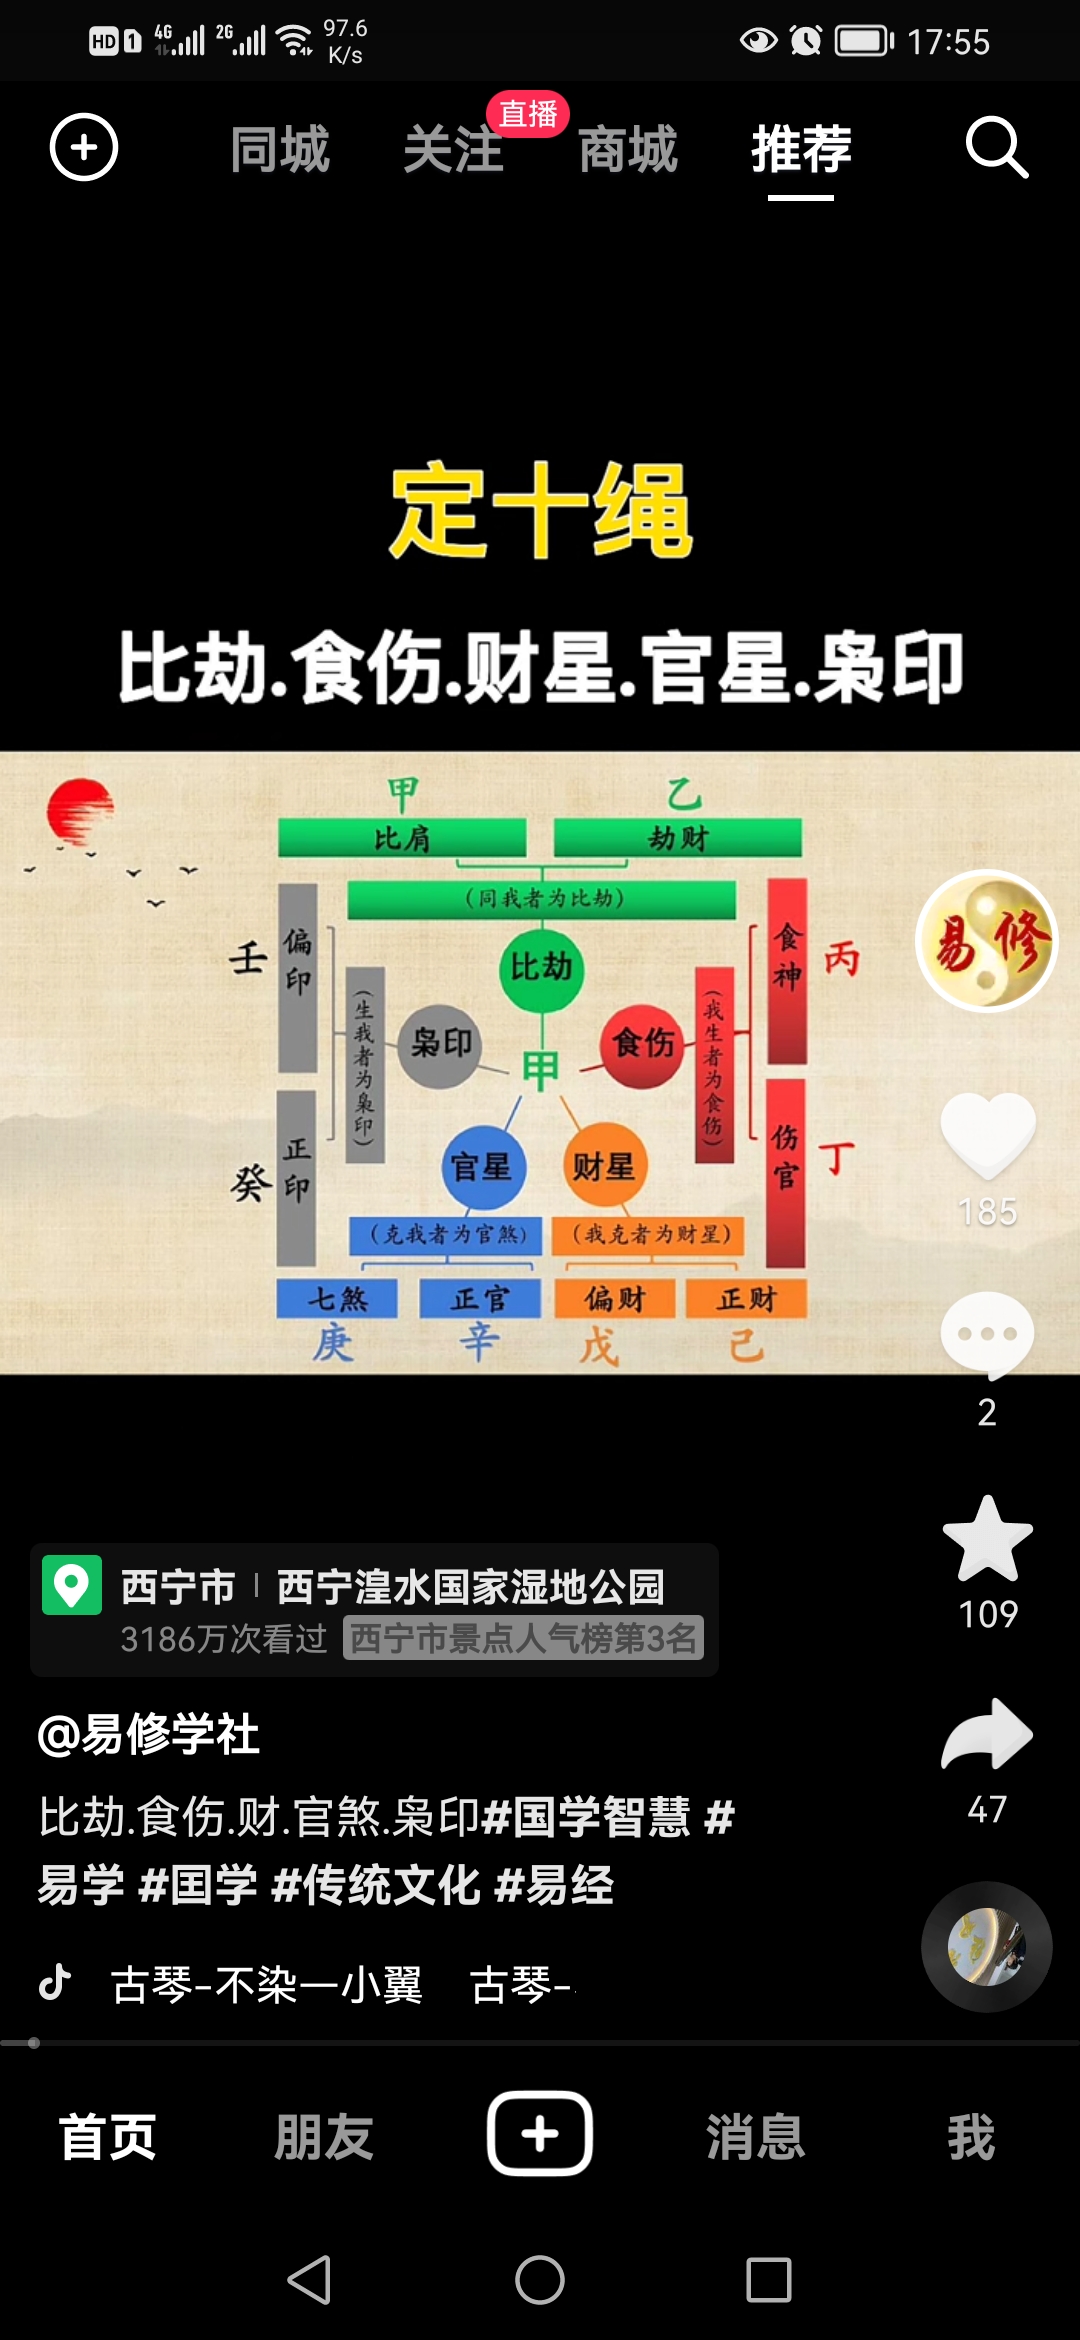 HD 1 4G 2G 97.6 K/s 17:55
直播
同城 关注 商城 推荐
定十绳
比劫.食伤.财星.官星.枭印
甲 乙
比肩 劫财
(同我者为比劫)
壬 偏印 食神 丙
比劫
(生我者为枭印) 枭印 甲 食伤 (我生者为食伤)
癸 正印 伤官 丁
官星 财星
(克我者为官煞) (我克者为财星)
七煞 正官 偏财 正财
庚 辛 戊 己
易修
185
2
109
47
西宁市 | 西宁湟水国家湿地公园
3186万次看过 西宁市景点人气榜第3名
@易修学社
比劫.食伤.财.官煞.枭印#国学智慧 #
易学 #国学 #传统文化 #易经
古琴-不染一小翼 古琴-
首页 朋友 消息 我